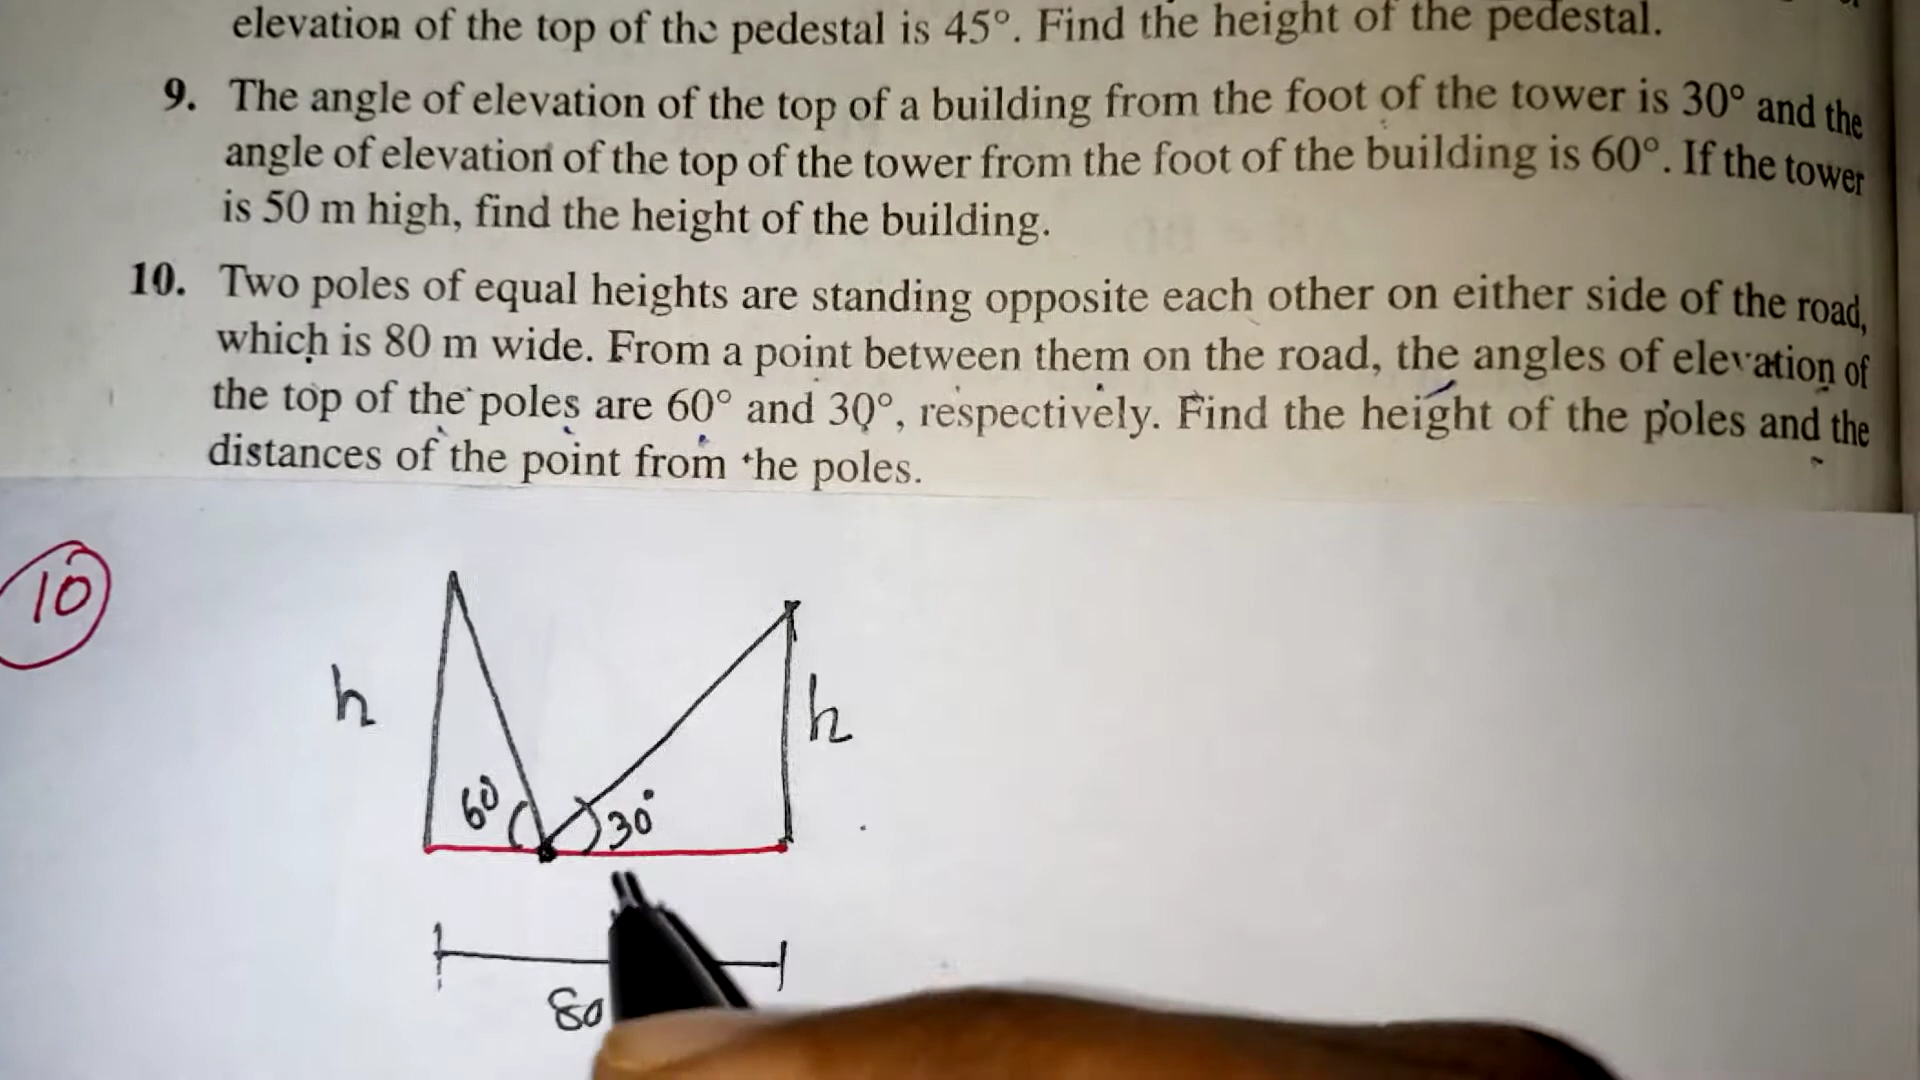 elevation of the top of the pedestal is 45°. Find the height of the pedestal.
9. The angle of elevation of the top of a building from the foot of the tower is 30° and the
angle of elevation of the top of the tower from the foot of the building is 60°. If the tower
is 50 m high, find the height of the building.
10. Two poles of equal heights are standing opposite each other on either side of the road,
which is 80 m wide. From a point between them on the road, the angles of elevation of
the top of the poles are 60° and 30°, respectively. Find the height of the poles and the
distances of the point from the poles.
10
h
h
60
30°
80